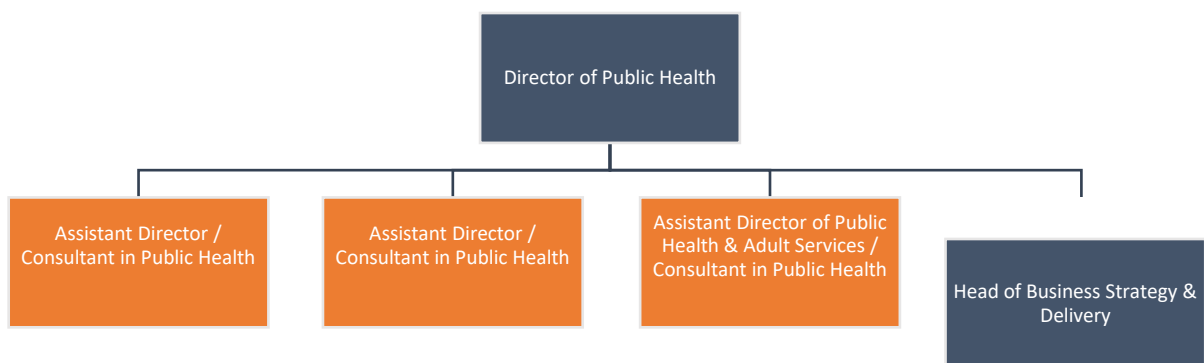 Director of Public Health
Assistant Director /
Consultant in Public Health
Assistant Director /
Consultant in Public Health
Assistant Director of Public
Health & Adult Services /
Consultant in Public Health
Head of Business Strategy &
Delivery